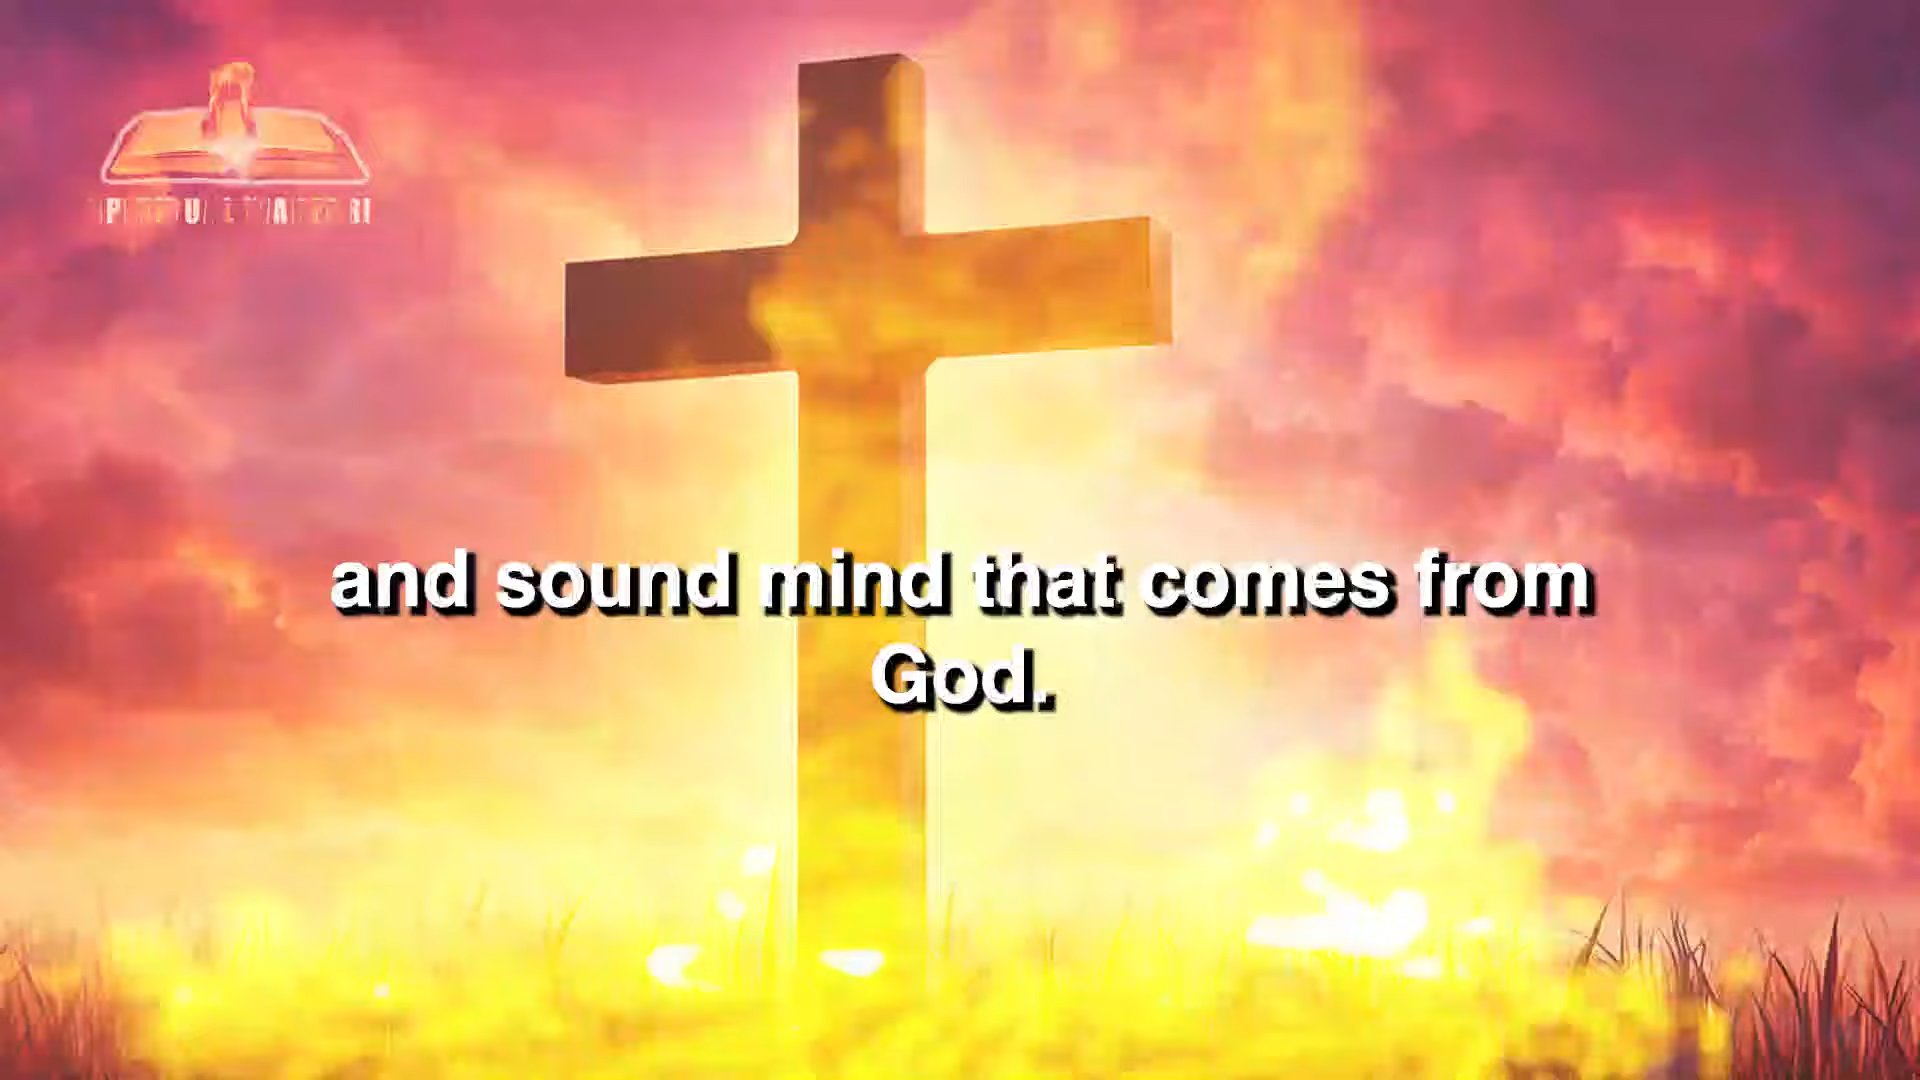 and sound mind that comes from
God.